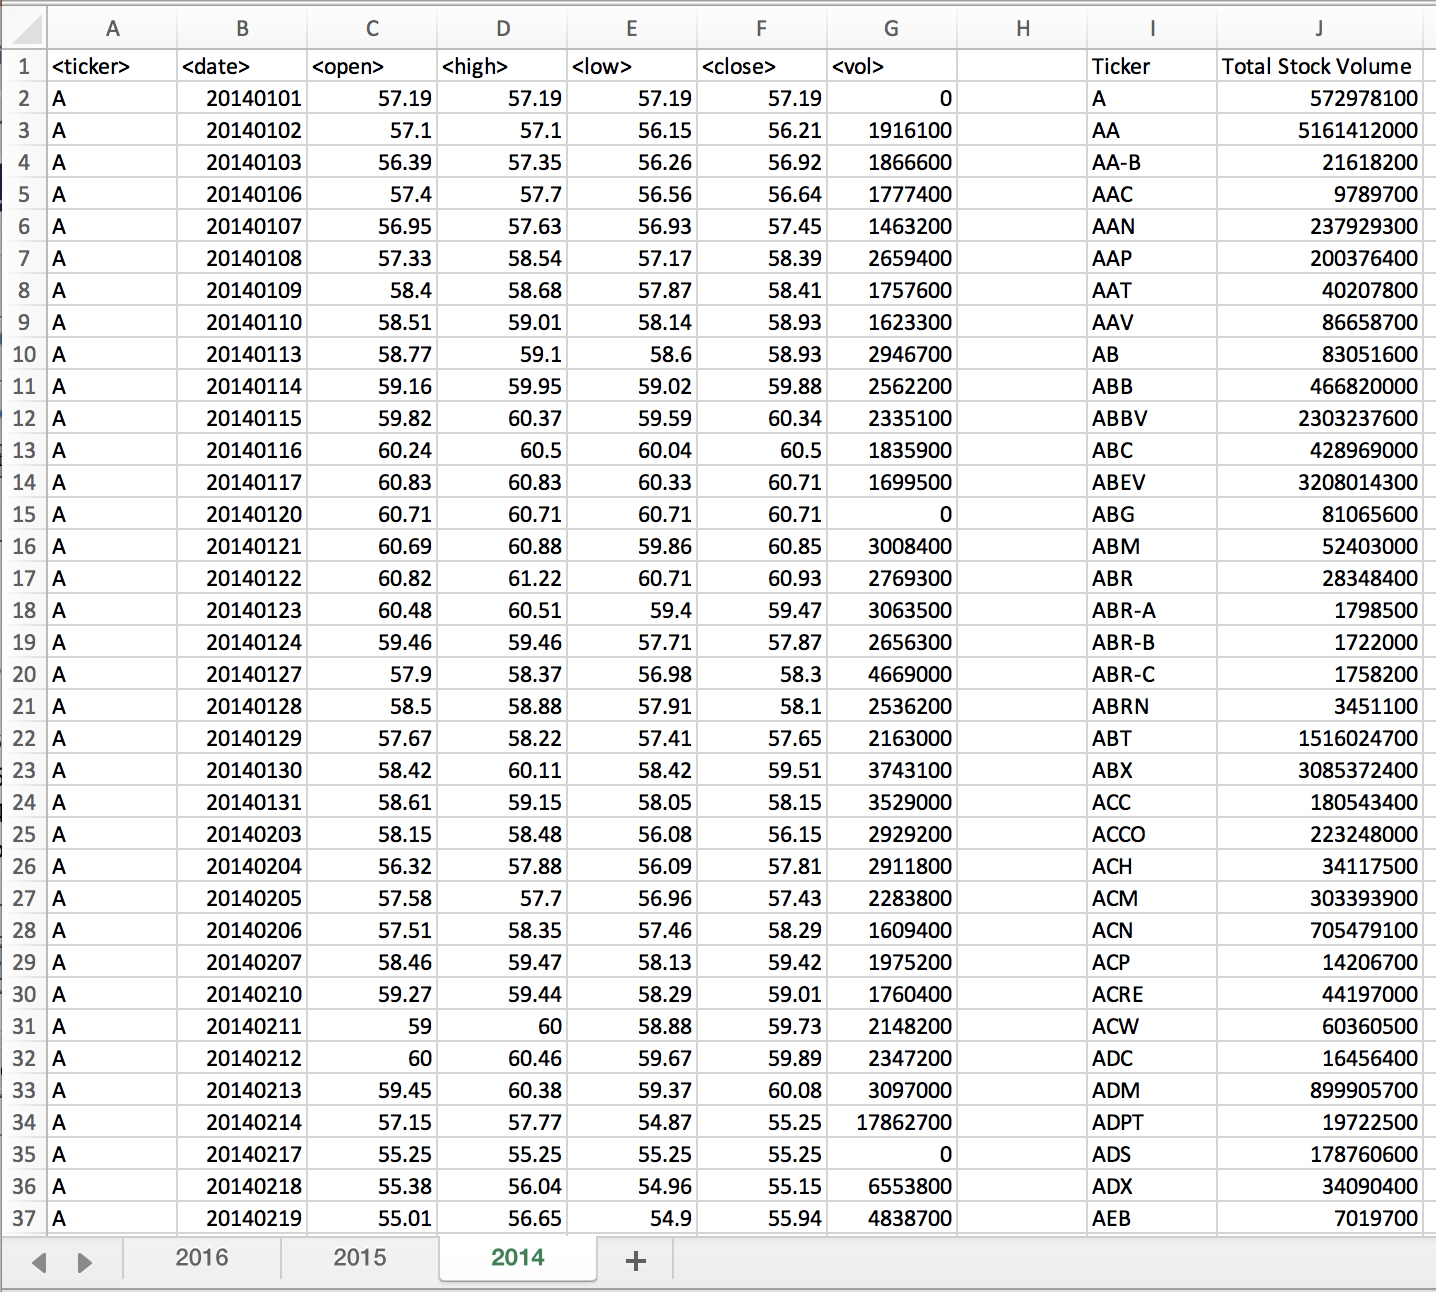 A B C D E F G H I J
1 <ticker> <date> <open> <high> <low> <close> <vol> Ticker Total Stock Volume
2 A 20140101 57.19 57.19 57.19 57.19 0 A 572978100
3 A 20140102 57.1 57.1 56.15 56.21 1916100 AA 5161412000
4 A 20140103 56.39 57.35 56.26 56.92 1866600 AA-B 21618200
5 A 20140106 57.4 57.7 56.56 56.64 1777400 AAC 9789700
6 A 20140107 56.95 57.63 56.93 57.45 1463200 AAN 237929300
7 A 20140108 57.33 58.54 57.17 58.39 2659400 AAP 200376400
8 A 20140109 58.4 58.68 57.87 58.41 1757600 AAT 40207800
9 A 20140110 58.51 59.01 58.14 58.93 1623300 AAV 86658700
10 A 20140113 58.77 59.1 58.6 58.93 2946700 AB 83051600
11 A 20140114 59.16 59.95 59.02 59.88 2562200 ABB 466820000
12 A 20140115 59.82 60.37 59.59 60.34 2335100 ABBV 2303237600
13 A 20140116 60.24 60.5 60.04 60.5 1835900 ABC 428969000
14 A 20140117 60.83 60.83 60.33 60.71 1699500 ABEV 3208014300
15 A 20140120 60.71 60.71 60.71 60.71 0 ABG 81065600
16 A 20140121 60.69 60.88 59.86 60.85 3008400 ABM 52403000
17 A 20140122 60.82 61.22 60.71 60.93 2769300 ABR 28348400
18 A 20140123 60.48 60.51 59.4 59.47 3063500 ABR-A 1798500
19 A 20140124 59.46 59.46 57.71 57.87 2656300 ABR-B 1722000
20 A 20140127 57.9 58.37 56.98 58.3 4669000 ABR-C 1758200
21 A 20140128 58.5 58.88 57.91 58.1 2536200 ABRN 3451100
22 A 20140129 57.67 58.22 57.41 57.65 2163000 ABT 1516024700
23 A 20140130 58.42 60.11 58.42 59.51 3743100 ABX 3085372400
24 A 20140131 58.61 59.15 58.05 58.15 3529000 ACC 180543400
25 A 20140203 58.15 58.48 56.08 56.15 2929200 ACCO 223248000
26 A 20140204 56.32 57.88 56.09 57.81 2911800 ACH 34117500
27 A 20140205 57.58 57.7 56.96 57.43 2283800 ACM 303393900
28 A 20140206 57.51 58.35 57.46 58.29 1609400 ACN 705479100
29 A 20140207 58.46 59.47 58.13 59.42 1975200 ACP 14206700
30 A 20140210 59.27 59.44 58.29 59.01 1760400 ACRE 44197000
31 A 20140211 59 60 58.88 59.73 2148200 ACW 60360500
32 A 20140212 60 60.46 59.67 59.89 2347200 ADC 16456400
33 A 20140213 59.45 60.38 59.37 60.08 3097000 ADM 899905700
34 A 20140214 57.15 57.77 54.87 55.25 17862700 ADPT 19722500
35 A 20140217 55.25 55.25 55.25 55.25 0 ADS 178760600
36 A 20140218 55.38 56.04 54.96 55.15 6553800 ADX 34090400
37 A 20140219 55.01 56.65 54.9 55.94 4838700 AEB 7019700
2016 2015 2014 +